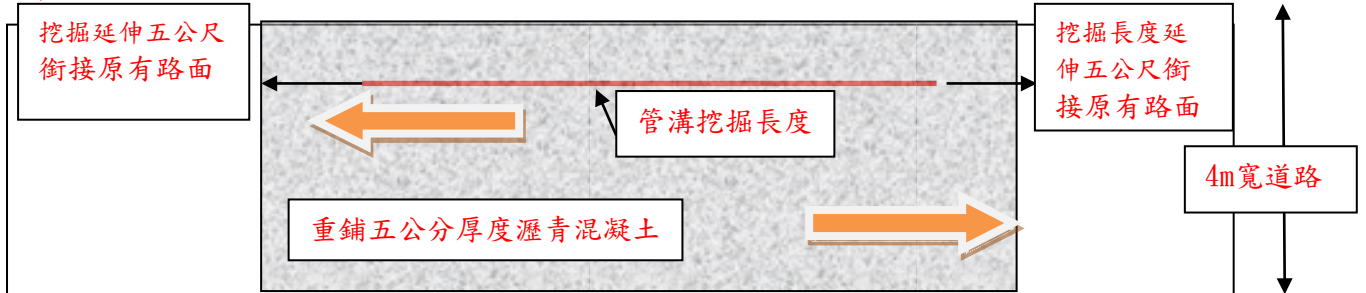 挖掘延伸五公尺
銜接原有路面
挖掘長度延
伸五公尺銜
接原有路面
管溝挖掘長度
4m寬道路
重鋪五公分厚度瀝青混凝土